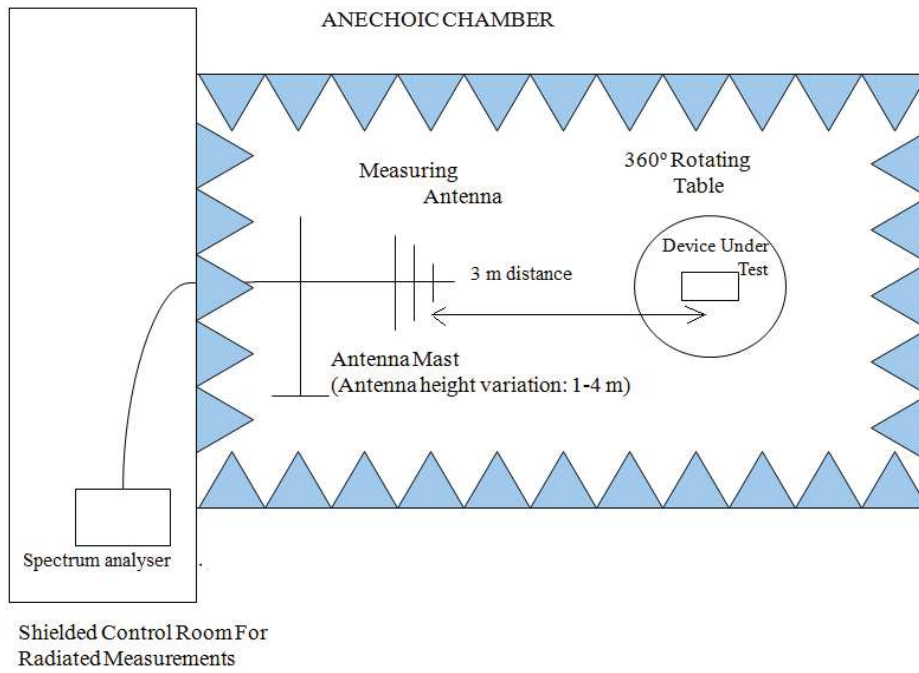 ANECHOIC CHAMBER
Measuring
Antenna
360° Rotating
Table
Device Under
Test
3 m distance
Antenna Mast
(Antenna height variation: 1-4 m)
Spectrum analyser
Shielded Control Room For
Radiated Measurements